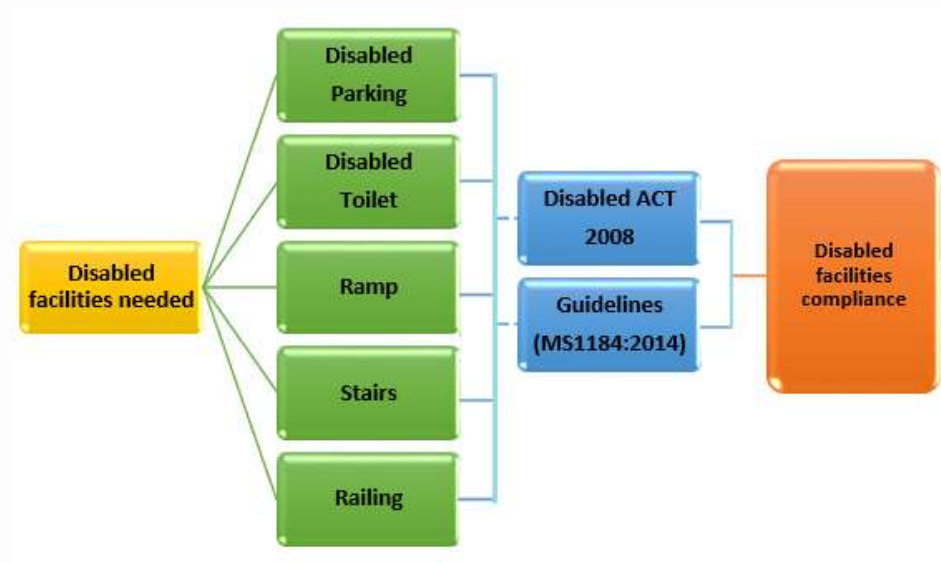 Disabled
facilities needed
Disabled
Parking
Disabled
Toilet
Ramp
Stairs
Railing
Disabled ACT
2008
Guidelines
(MS1184:2014)
Disabled
facilities
compliance